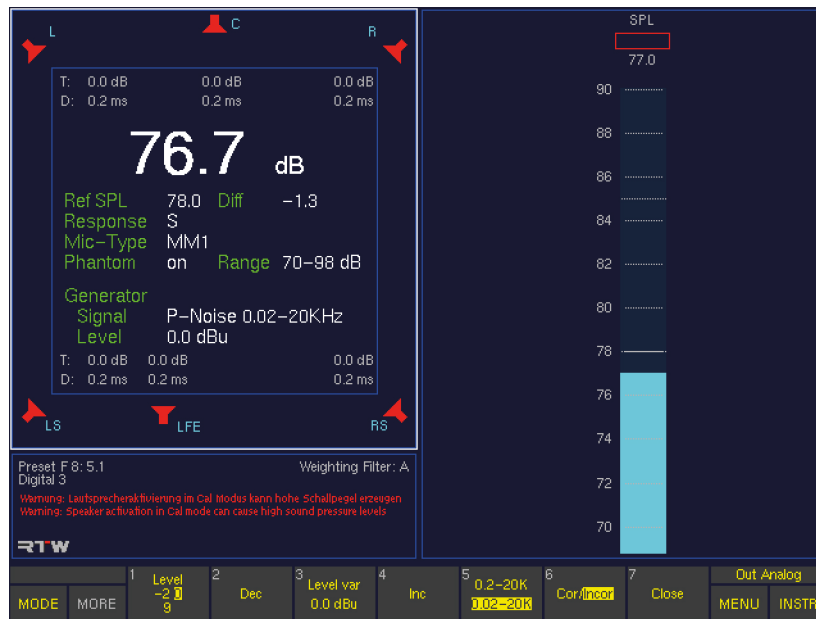 L C R
T: 0.0 dB 0.0 dB 0.0 dB
D: 0.2 ms 0.2 ms 0.2 ms
76.7 dB
Ref SPL 78.0 Diff -1.3
Response S
Mic-Type MM1
Phantom on Range 70-98 dB
Generator
Signal P-Noise 0.02-20KHz
Level 0.0 dBu
T: 0.0 dB 0.0 dB 0.0 dB
D: 0.2 ms 0.2 ms 0.2 ms
LS LFE RS
Preset F 8: 5.1 Weighting Filter: A
Digital 3
Warnung: Lautsprecheraktivierung im Cal Modus kann hohe Schallpegel erzeugen
Warning: Speaker activation in Cal mode can cause high sound pressure levels
RTW
SPL
77.0
90
88
86
84
82
80
78
76
74
72
70
MODE MORE
1 Level
-2 0
9
2 Dec
3 Level var
0.0 dBu
4 Inc
5 0.2-20K
0.02-20K
6 Cor/Incor
7 Close
Out Analog
MENU INSTR